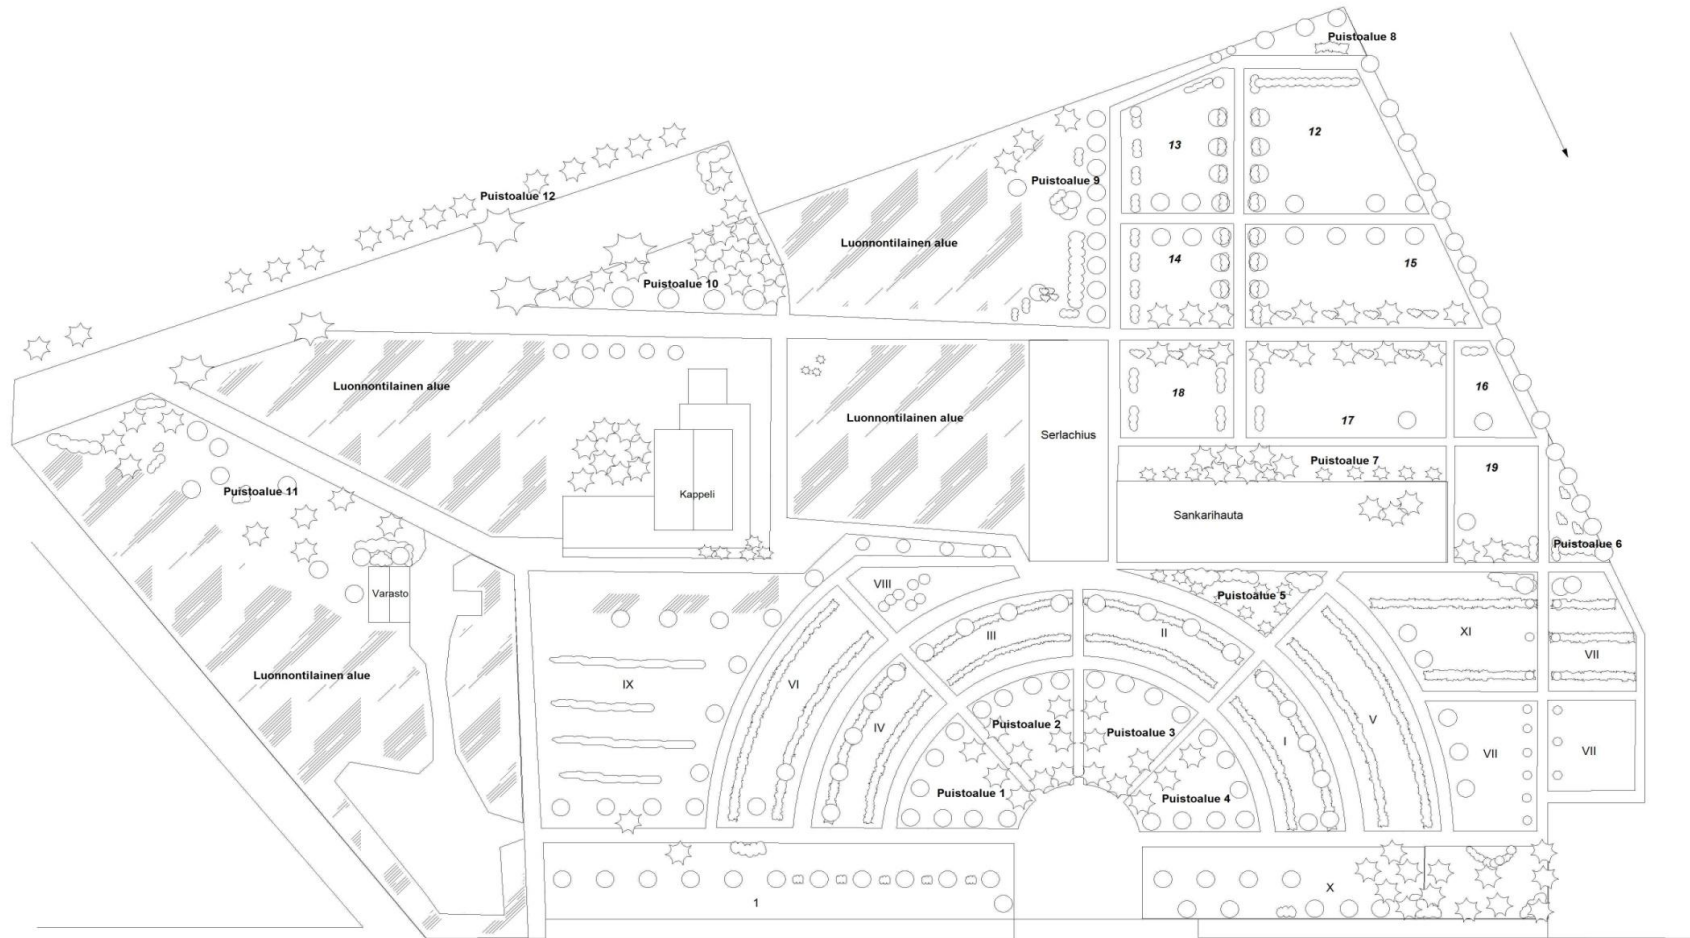 Puistoalue 8
12
13
Puistoalue 9
Puistoalue 12
Luonnontilainen alue
14
15
Puistoalue 10
Luonnontilainen alue
16
18
17
Luonnontilainen alue
Serlachius
Puistoalue 7
19
Puistoalue 11
Kappeli
Sankarihauta
Puistoalue 6
VIII
Varasto
Puistoalue 5
III
II
XI
VII
Luonnontilainen alue
IX
VI
IV
Puistoalue 2
Puistoalue 3
V
I
VII
VII
Puistoalue 1
Puistoalue 4
X
1